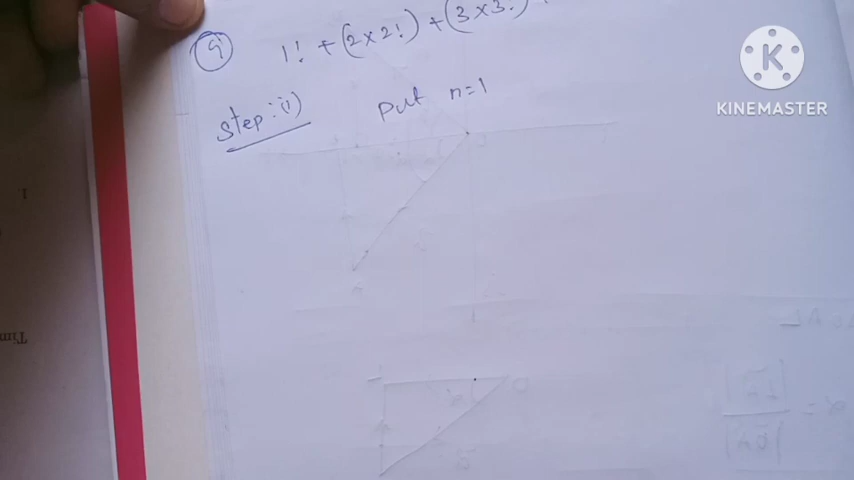 9 1! + (2×2!) + (3×3!)
K
KINEMASTER
Step:(i) Put n=1